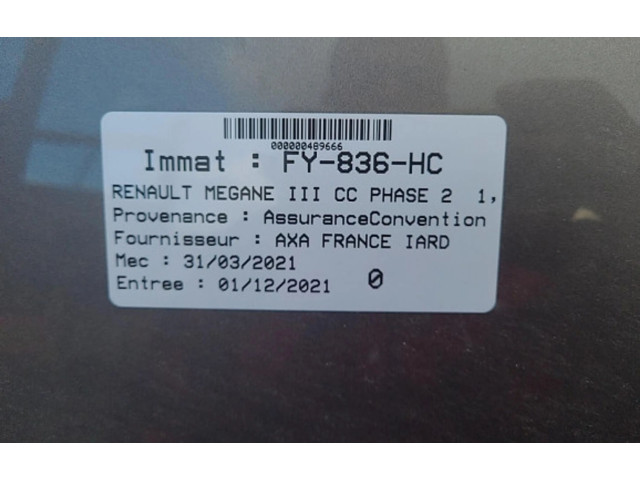 000000489666
Immat : FY-836-HC
RENAULT MEGANE III CC PHASE 2 1,
Provenance : AssuranceConvention
Fournisseur : AXA FRANCE IARD
Mec : 31/03/2021
Entree : 01/12/2021 0